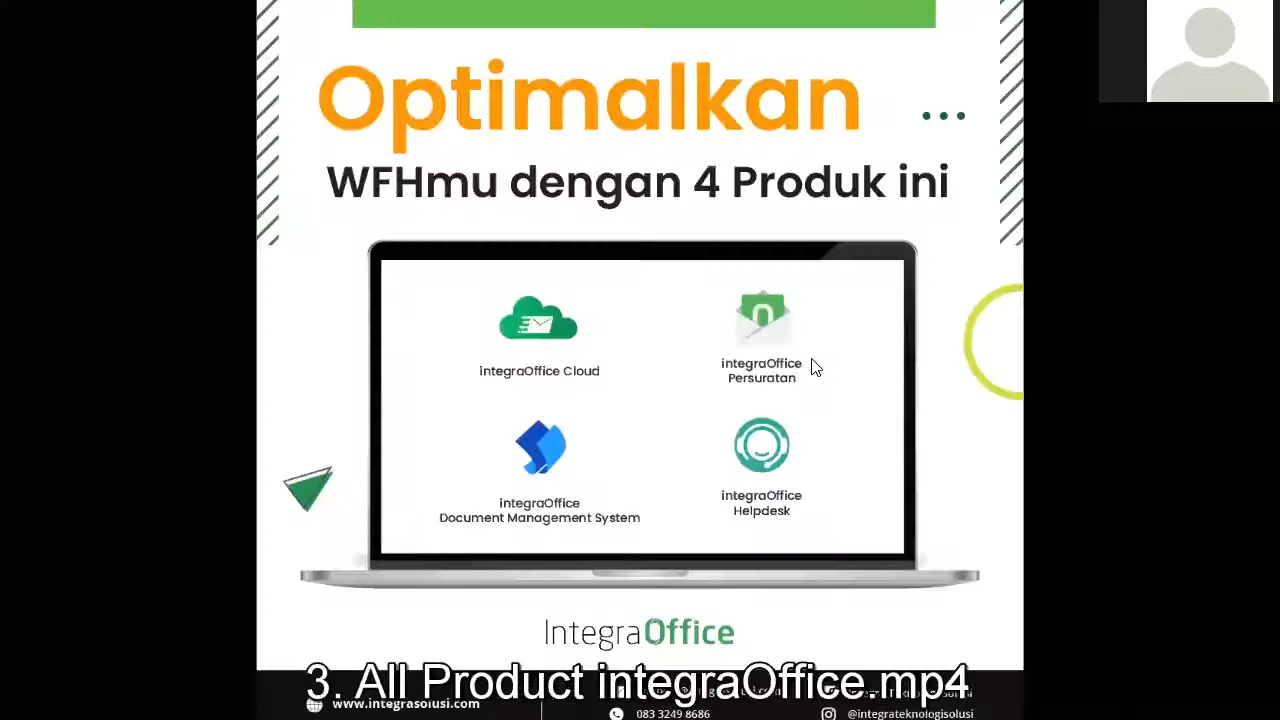 Optimalkan
WFHmu dengan 4 Produk ini
integraOffice Cloud
integraOffice
Persuratan
integraOffice
Document Management System
integraOffice
Helpdesk
IntegraOffice
3. All Product integraOffice.mp4
www.integrasolusi.com
083 3249 8686
@integrateknologisolusi